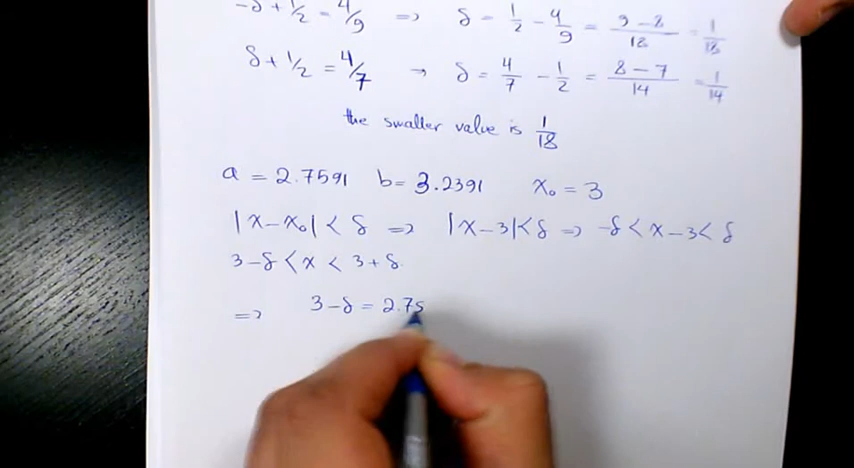 -δ + 1/2 = 4/9 => δ = 1/2 - 4/9 = 9-8/18 = 1/18
δ + 1/2 = 4/7 → δ = 4/7 - 1/2 = 8-7/14 = 1/14
the smaller value is 1/18
a = 2.7591 b = 3.2391 x₀ = 3
|x-x₀| < δ => |x-3| < δ => -δ < x-3 < δ
3-δ < x < 3+δ.
=> 3-δ = 2.75